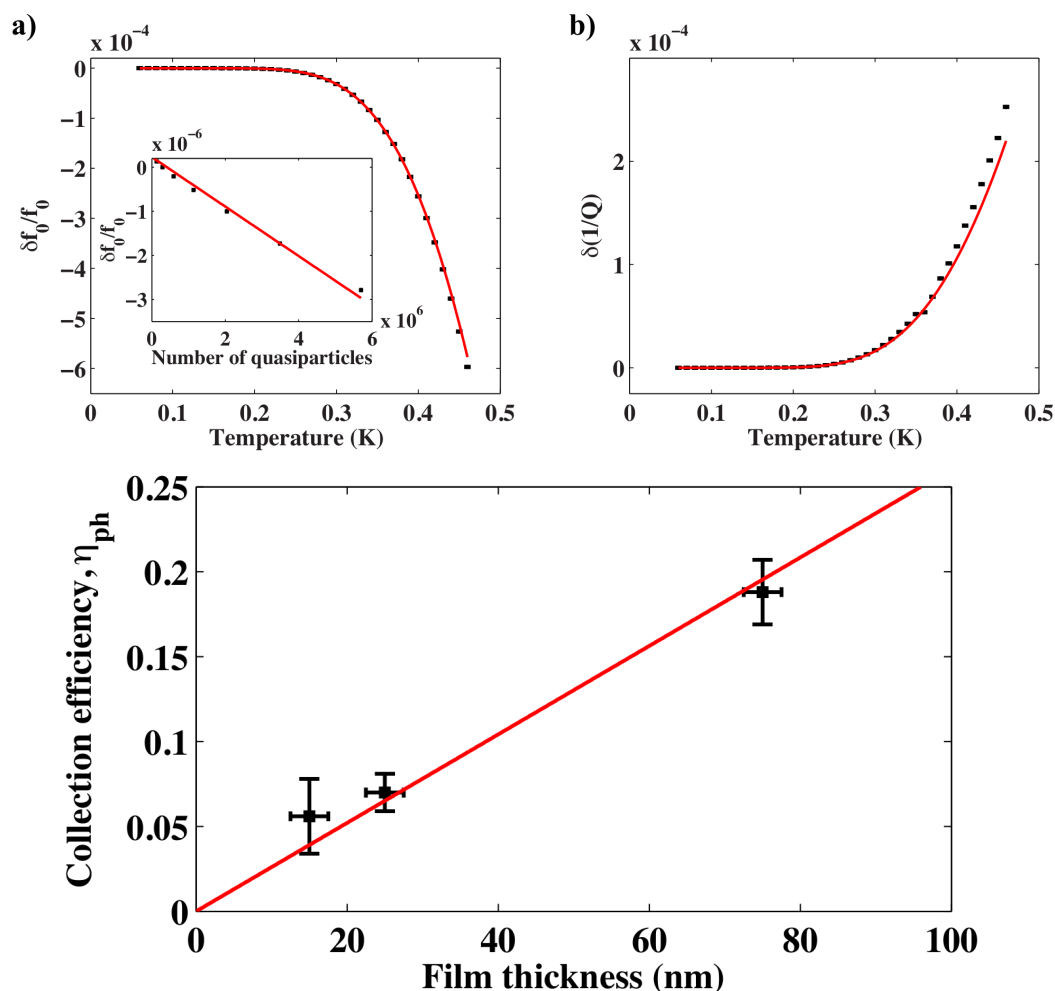 a)
x 10⁻⁴
0
−1
−2
−3
−4
−5
−6
δf₀/f₀
0 0.1 0.2 0.3 0.4 0.5
Temperature (K)
x 10⁻⁶
0
−1
−2
−3
δf₀/f₀
0 2 4 6
x 10⁶
Number of quasiparticles
b)
x 10⁻⁴
2
1
0
δ(1/Q)
0 0.1 0.2 0.3 0.4 0.5
Temperature (K)
0.25
0.2
0.15
0.1
0.05
0
Collection efficiency, ηph
0 20 40 60 80 100
Film thickness (nm)